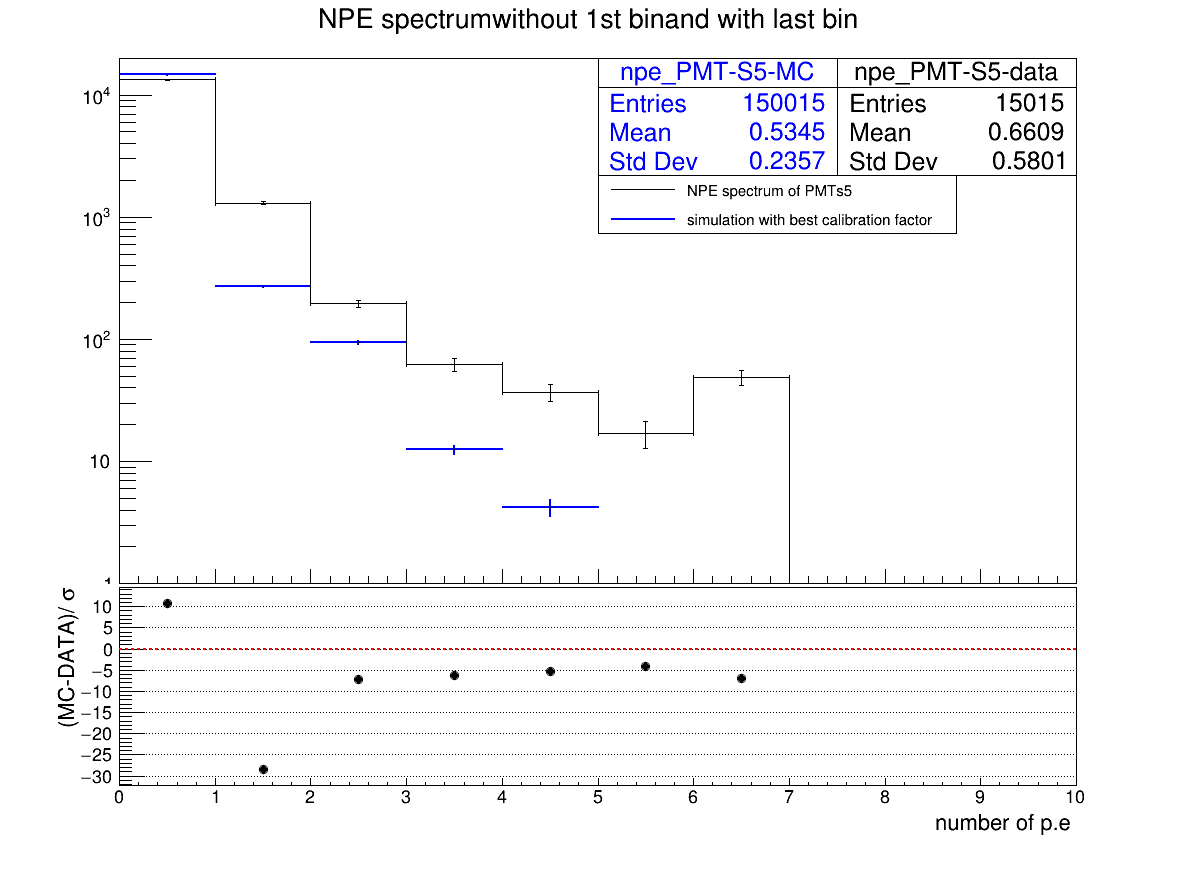 NPE spectrumwithout 1st binand with last bin
npe_PMT-S5-MC
Entries 150015
Mean 0.5345
Std Dev 0.2357
npe_PMT-S5-data
Entries 15015
Mean 0.6609
Std Dev 0.5801
NPE spectrum of PMTs5
simulation with best calibration factor
10⁴
10³
10²
10
1
(MC-DATA)/ σ
10
5
0
−5
−10
−15
−20
−25
−30
0 1 2 3 4 5 6 7 8 9 10
number of p.e